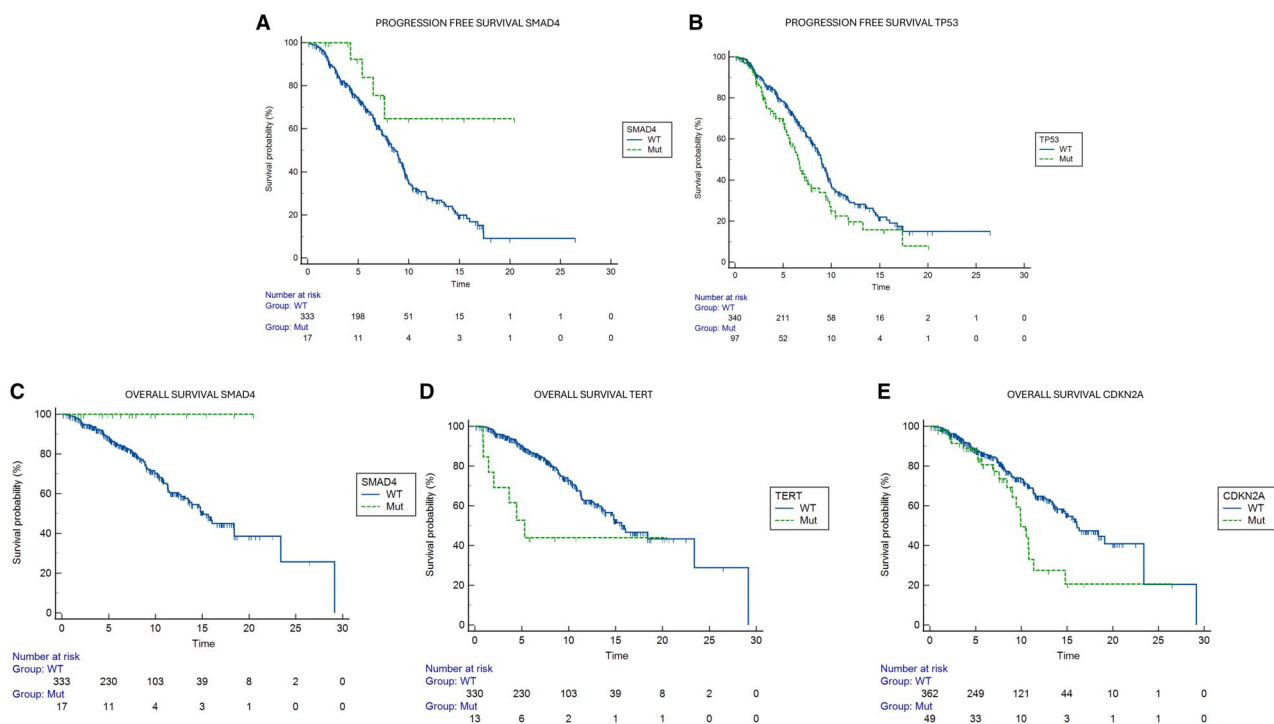 A
PROGRESSION FREE SURVIVAL SMAD4
Survival probability (%)
100
80
60
40
20
0
0 5 10 15 20 25 30
Time
SMAD4
WT
Mut
Number at risk
Group: WT
333 198 51 15 1 1 0
Group: Mut
17 11 4 3 1 0 0
B
PROGRESSION FREE SURVIVAL TP53
Survival probability (%)
100
80
60
40
20
0
0 5 10 15 20 25 30
Time
TP53
WT
Mut
Number at risk
Group: WT
340 211 58 16 2 1 0
Group: Mut
97 52 10 4 1 0 0
C
OVERALL SURVIVAL SMAD4
Survival probability (%)
100
80
60
40
20
0
0 5 10 15 20 25 30
Time
SMAD4
WT
Mut
Number at risk
Group: WT
333 230 103 39 8 2 0
Group: Mut
17 11 4 3 1 0 0
D
OVERALL SURVIVAL TERT
Survival probability (%)
100
80
60
40
20
0
0 5 10 15 20 25 30
Time
TERT
WT
Mut
Number at risk
Group: WT
330 230 103 39 8 2 0
Group: Mut
13 6 2 1 1 0 0
E
OVERALL SURVIVAL CDKN2A
Survival probability (%)
100
80
60
40
20
0
0 5 10 15 20 25 30
Time
CDKN2A
WT
Mut
Number at risk
Group: WT
362 249 121 44 10 1 0
Group: Mut
49 33 10 3 1 1 0